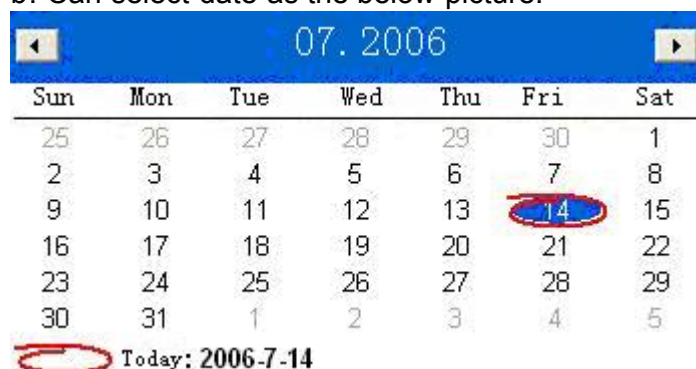 b. Can select date as the below picture.
07. 2006
Sun Mon Tue Wed Thu Fri Sat
25 26 27 28 29 30 1
2 3 4 5 6 7 8
9 10 11 12 13 14 15
16 17 18 19 20 21 22
23 24 25 26 27 28 29
30 31 1 2 3 4 5
Today: 2006-7-14